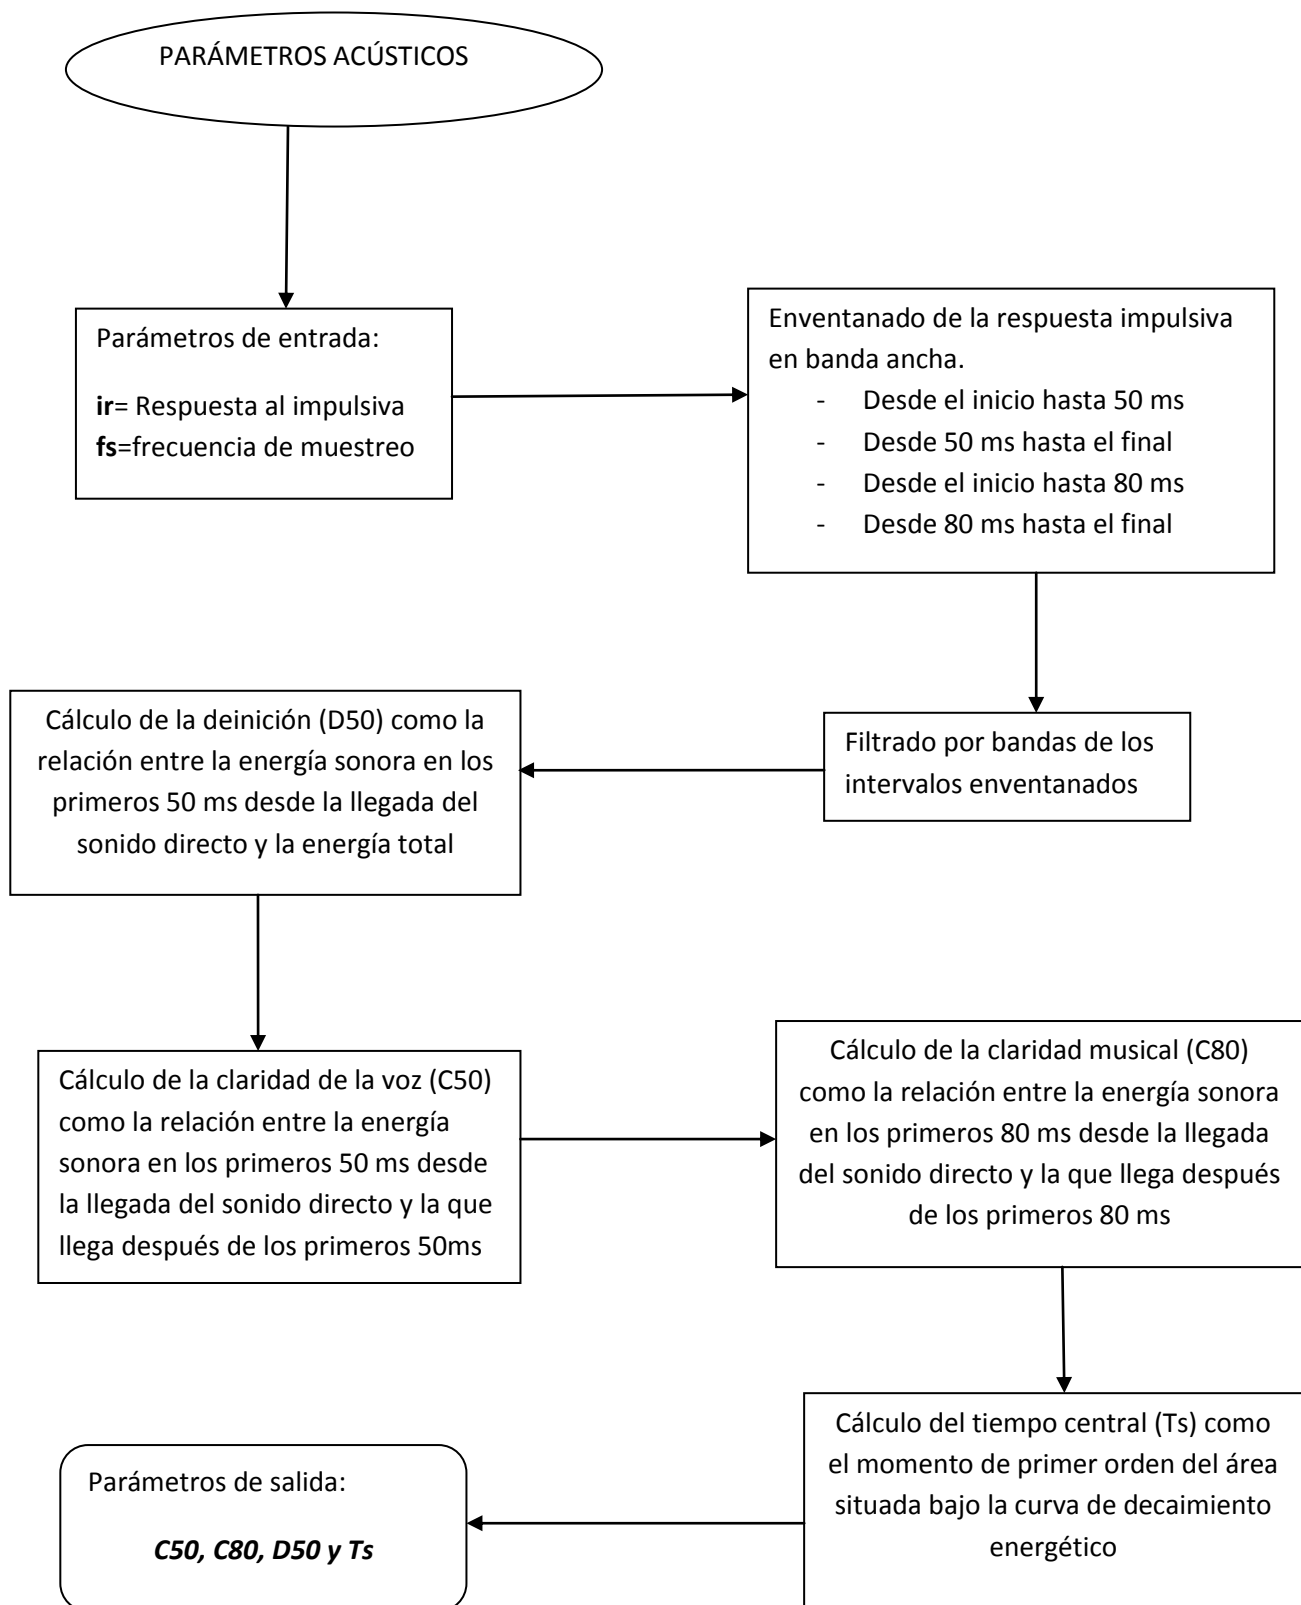 PARÁMETROS ACÚSTICOS
Parámetros de entrada:
ir= Respuesta al impulsiva
fs=frecuencia de muestreo
Enventanado de la respuesta impulsiva
en banda ancha.
- Desde el inicio hasta 50 ms
- Desde 50 ms hasta el final
- Desde el inicio hasta 80 ms
- Desde 80 ms hasta el final
Filtrado por bandas de los
intervalos enventanados
Cálculo de la deinición (D50) como la
relación entre la energía sonora en los
primeros 50 ms desde la llegada del
sonido directo y la energía total
Cálculo de la claridad de la voz (C50)
como la relación entre la energía
sonora en los primeros 50 ms desde
la llegada del sonido directo y la que
llega después de los primeros 50ms
Cálculo de la claridad musical (C80)
como la relación entre la energía sonora
en los primeros 80 ms desde la llegada
del sonido directo y la que llega después
de los primeros 80 ms
Cálculo del tiempo central (Ts) como
el momento de primer orden del área
situada bajo la curva de decaimiento
energético
Parámetros de salida:
C50, C80, D50 y Ts